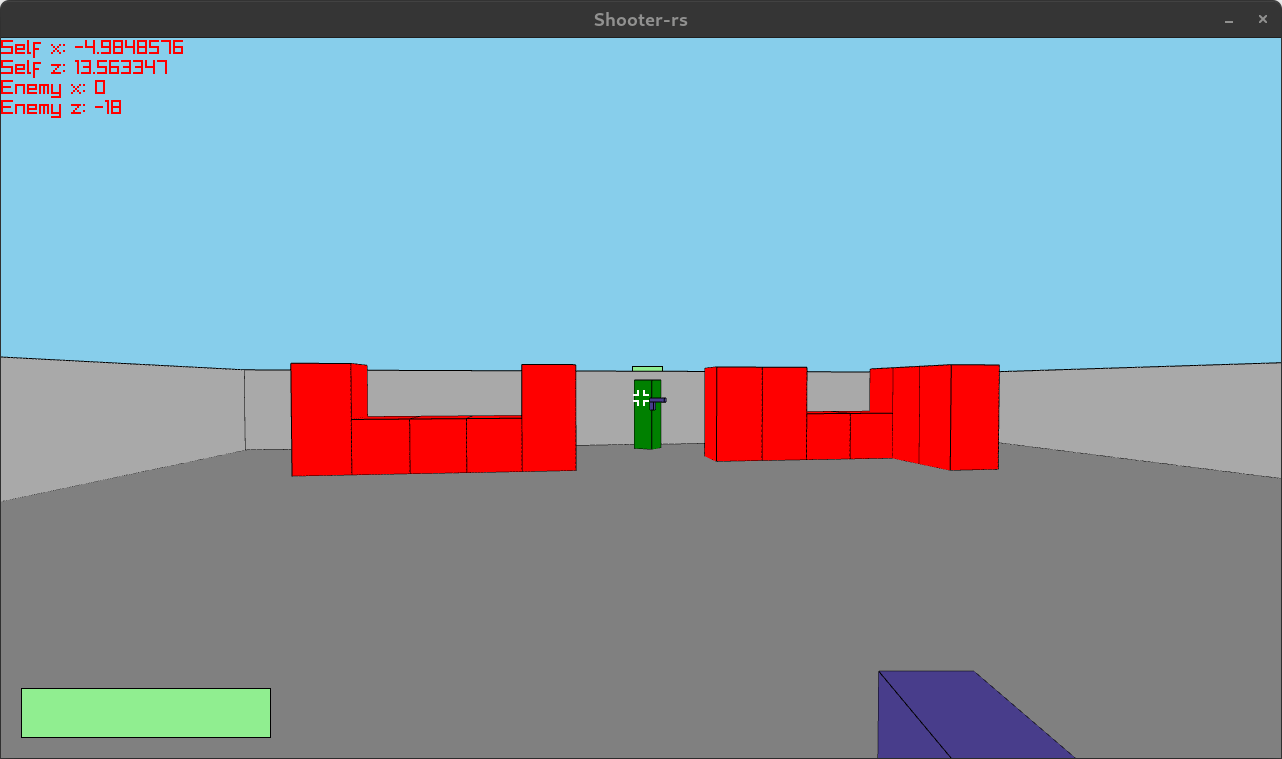 Shooter-rs
Self x: -4.9848576
Self z: 13.563347
Enemy x: 0
Enemy z: -18